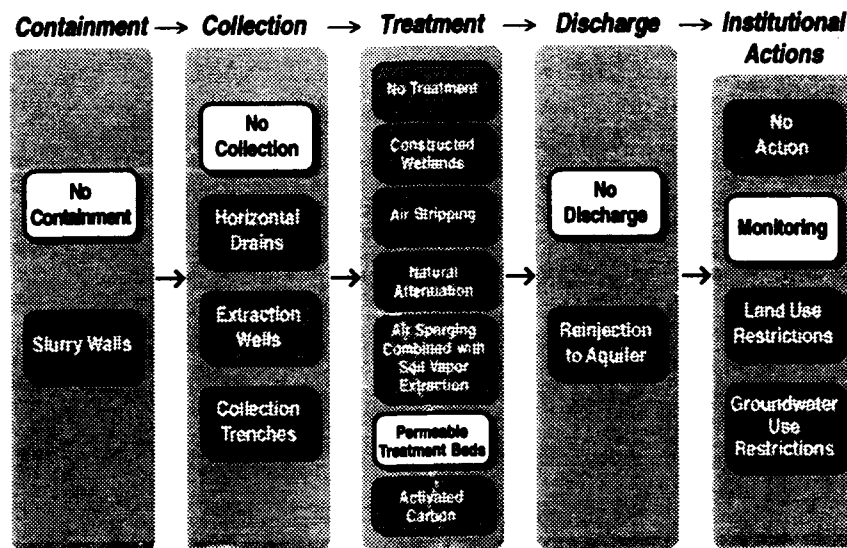 Containment → Collection → Treatment → Discharge → Institutional
Actions
No
Containment
Slurry Walls
No
Collection
Horizontal
Drains
Extraction
Wells
Collection
Trenches
No Treatment
Constructed
Wetlands
Air Stripping
Natural
Attenuation
Air Sparging
Combined with
Soil Vapor
Extraction
Permeable
Treatment Beds
Activated
Carbon
No
Discharge
Reinjection
to Aquifer
No
Action
Monitoring
Land Use
Restrictions
Groundwater
Use
Restrictions